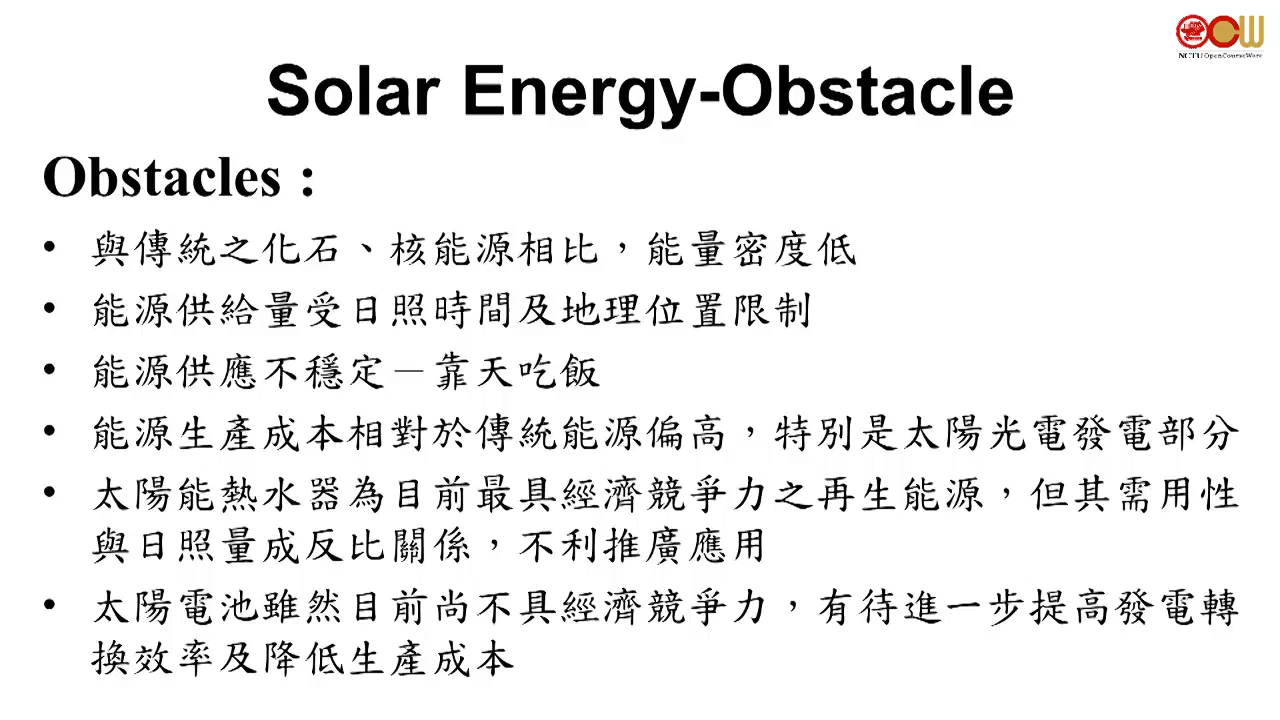 OCW
NCTU OpenCourseWare
Solar Energy-Obstacle
Obstacles :
• 與傳統之化石、核能源相比，能量密度低
• 能源供給量受日照時間及地理位置限制
• 能源供應不穩定－靠天吃飯
• 能源生產成本相對於傳統能源偏高，特別是太陽光電發電部分
• 太陽能熱水器為目前最具經濟競爭力之再生能源，但其需用性
與日照量成反比關係，不利推廣應用
• 太陽電池雖然目前尚不具經濟競爭力，有待進一步提高發電轉
換效率及降低生產成本